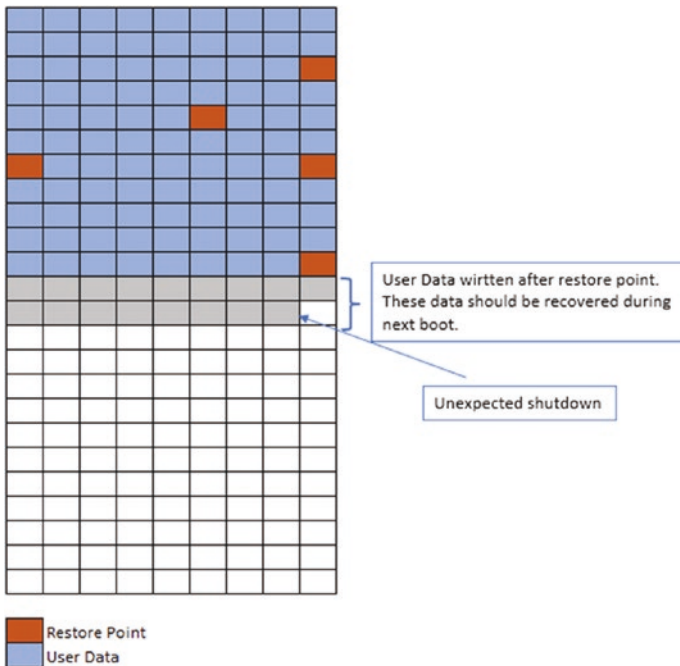 User Data wirtten after restore point.
These data should be recovered during
next boot.
Unexpected shutdown
Restore Point
User Data